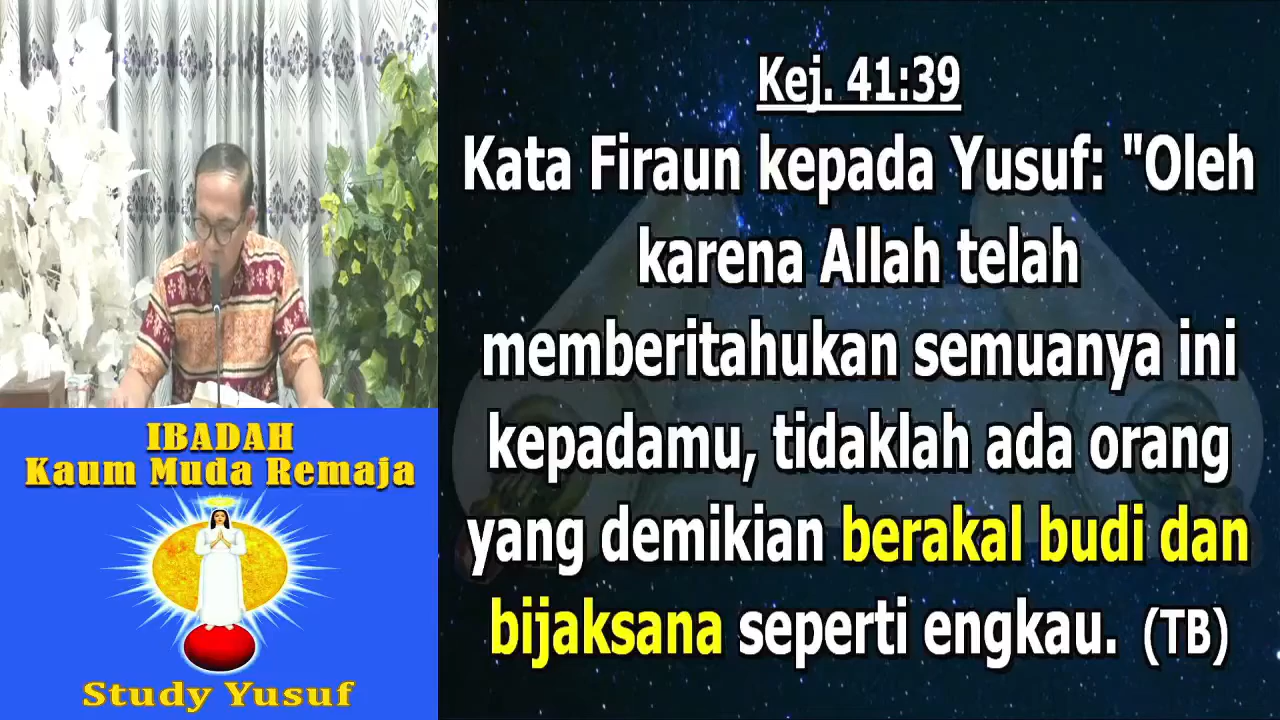 Kej. 41:39
Kata Firaun kepada Yusuf: "Oleh
karena Allah telah
memberitahukan semuanya ini
kepadamu, tidaklah ada orang
yang demikian berakal budi dan
bijaksana seperti engkau. (TB)
IBADAH
Kaum Muda Remaja
Study Yusuf